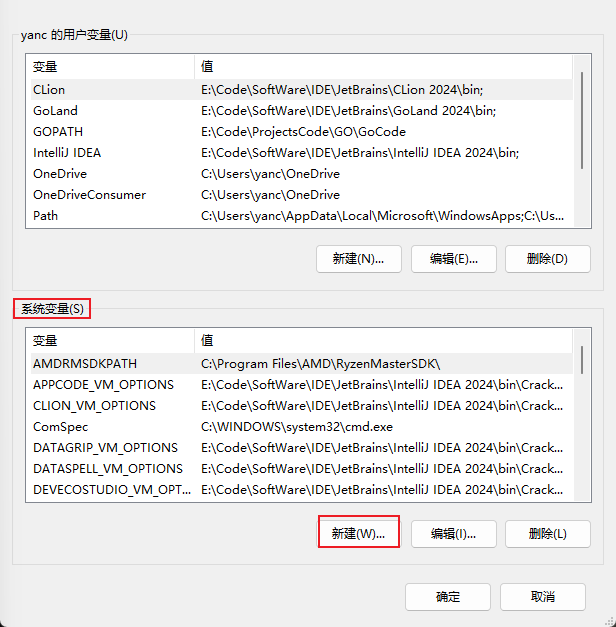 yanc 的用户变量(U)
变量 值
CLion E:\Code\SoftWare\IDE\JetBrains\CLion 2024\bin;
GoLand E:\Code\SoftWare\IDE\JetBrains\GoLand 2024\bin;
GOPATH E:\Code\ProjectsCode\GO\GoCode
IntelliJ IDEA E:\Code\SoftWare\IDE\JetBrains\IntelliJ IDEA 2024\bin;
OneDrive C:\Users\yanc\OneDrive
OneDriveConsumer C:\Users\yanc\OneDrive
Path C:\Users\yanc\AppData\Local\Microsoft\WindowsApps;C:\Us...
新建(N)... 编辑(E)... 删除(D)
系统变量(S)
变量 值
AMDRMSDKPATH C:\Program Files\AMD\RyzenMasterSDK\
APPCODE_VM_OPTIONS E:\Code\SoftWare\IDE\JetBrains\IntelliJ IDEA 2024\bin\Crack...
CLION_VM_OPTIONS E:\Code\SoftWare\IDE\JetBrains\IntelliJ IDEA 2024\bin\Crack...
ComSpec C:\WINDOWS\system32\cmd.exe
DATAGRIP_VM_OPTIONS E:\Code\SoftWare\IDE\JetBrains\IntelliJ IDEA 2024\bin\Crack...
DATASPELL_VM_OPTIONS E:\Code\SoftWare\IDE\JetBrains\IntelliJ IDEA 2024\bin\Crack...
DEVECOSTUDIO_VM_OPT... E:\Code\SoftWare\IDE\JetBrains\IntelliJ IDEA 2024\bin\Crack...
新建(W)... 编辑(I)... 删除(L)
确定 取消